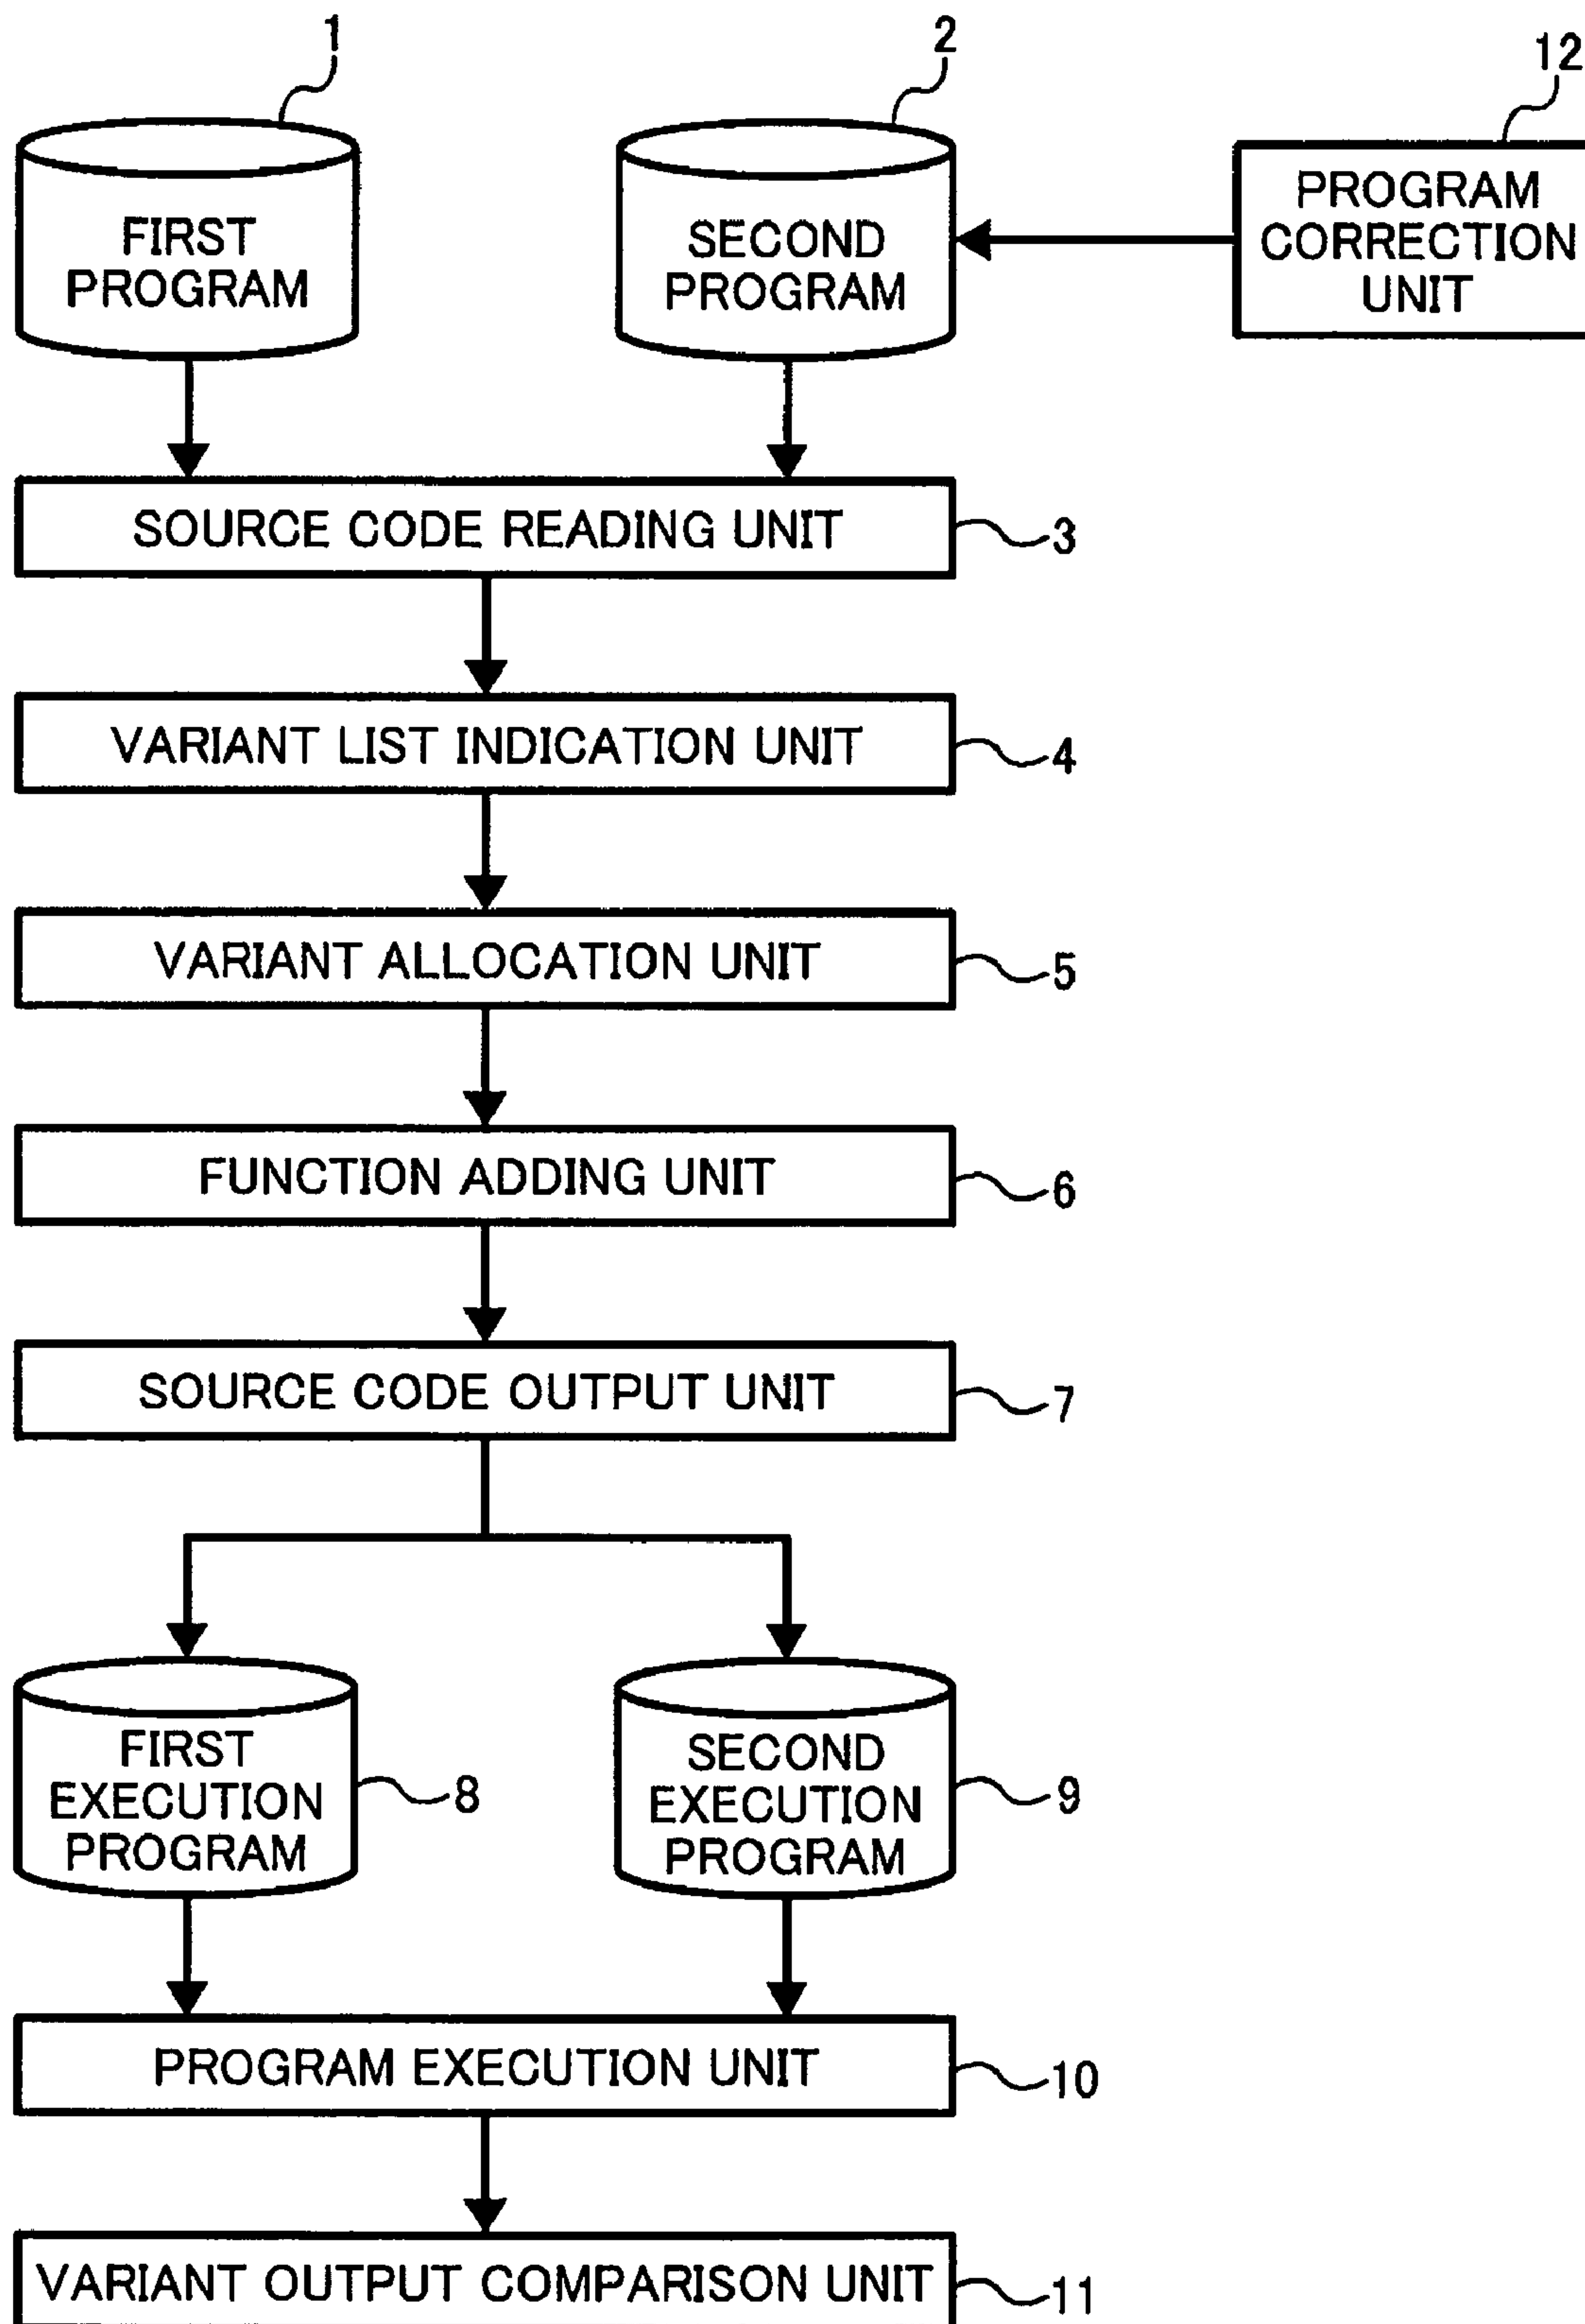 1
2
12
FIRST
PROGRAM
SECOND
PROGRAM
PROGRAM
CORRECTION
UNIT
SOURCE CODE READING UNIT
3
VARIANT LIST INDICATION UNIT
4
VARIANT ALLOCATION UNIT
5
FUNCTION ADDING UNIT
6
SOURCE CODE OUTPUT UNIT
7
FIRST
EXECUTION
PROGRAM
8
SECOND
EXECUTION
PROGRAM
9
PROGRAM EXECUTION UNIT
10
VARIANT OUTPUT COMPARISON UNIT
11